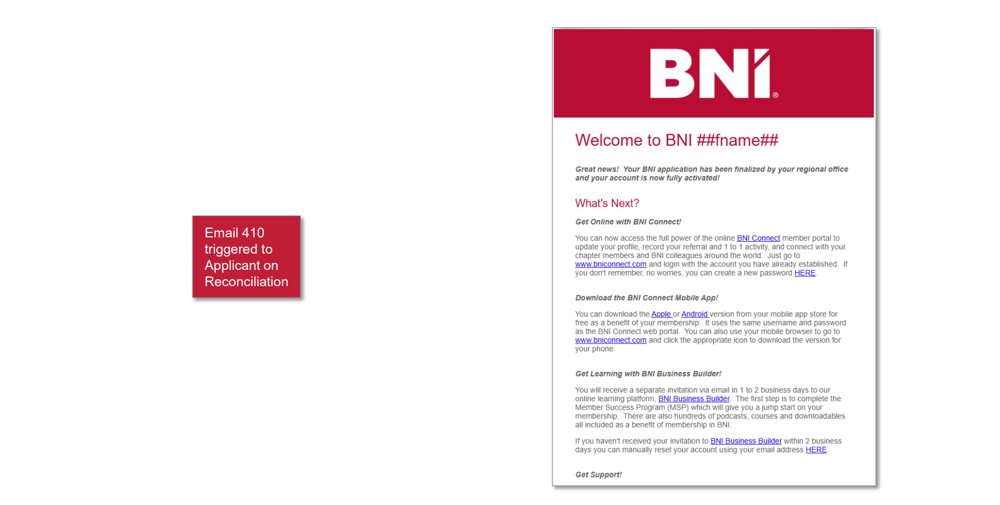 Email 410
triggered to
Applicant on
Reconciliation
BNI®
Welcome to BNI ##fname##
Great news!  Your BNI application has been finalized by your regional office
and your account is now fully activated!
What's Next?
Get Online with BNI Connect!
You can now access the full power of the online BNI Connect member portal to
update your profile, record your referral and 1 to 1 activity, and connect with your
chapter members and BNI colleagues around the world.  Just go to
www.bniconnect.com and login with the account you have already established.  If
you don't remember, no worries, you can create a new password HERE.
Download the BNI Connect Mobile App!
You can download the Apple or Android version from your mobile app store for
free as a benefit of your membership.  It uses the same username and password
as the BNI Connect web portal.  You can also use your mobile browser to go to
www.bniconnect.com and click the appropriate icon to download the version for
your phone.
Get Learning with BNI Business Builder!
You will receive a separate invitation via email in 1 to 2 business days to our
online learning platform, BNI Business Builder.  The first step is to complete the
Member Success Program (MSP) which will give you a jump start on your
membership.  There are also hundreds of podcasts, courses and downloadables
all included as a benefit of membership in BNI.
If you haven't received your invitation to BNI Business Builder within 2 business
days you can manually reset your account using your email address HERE.
Get Support!